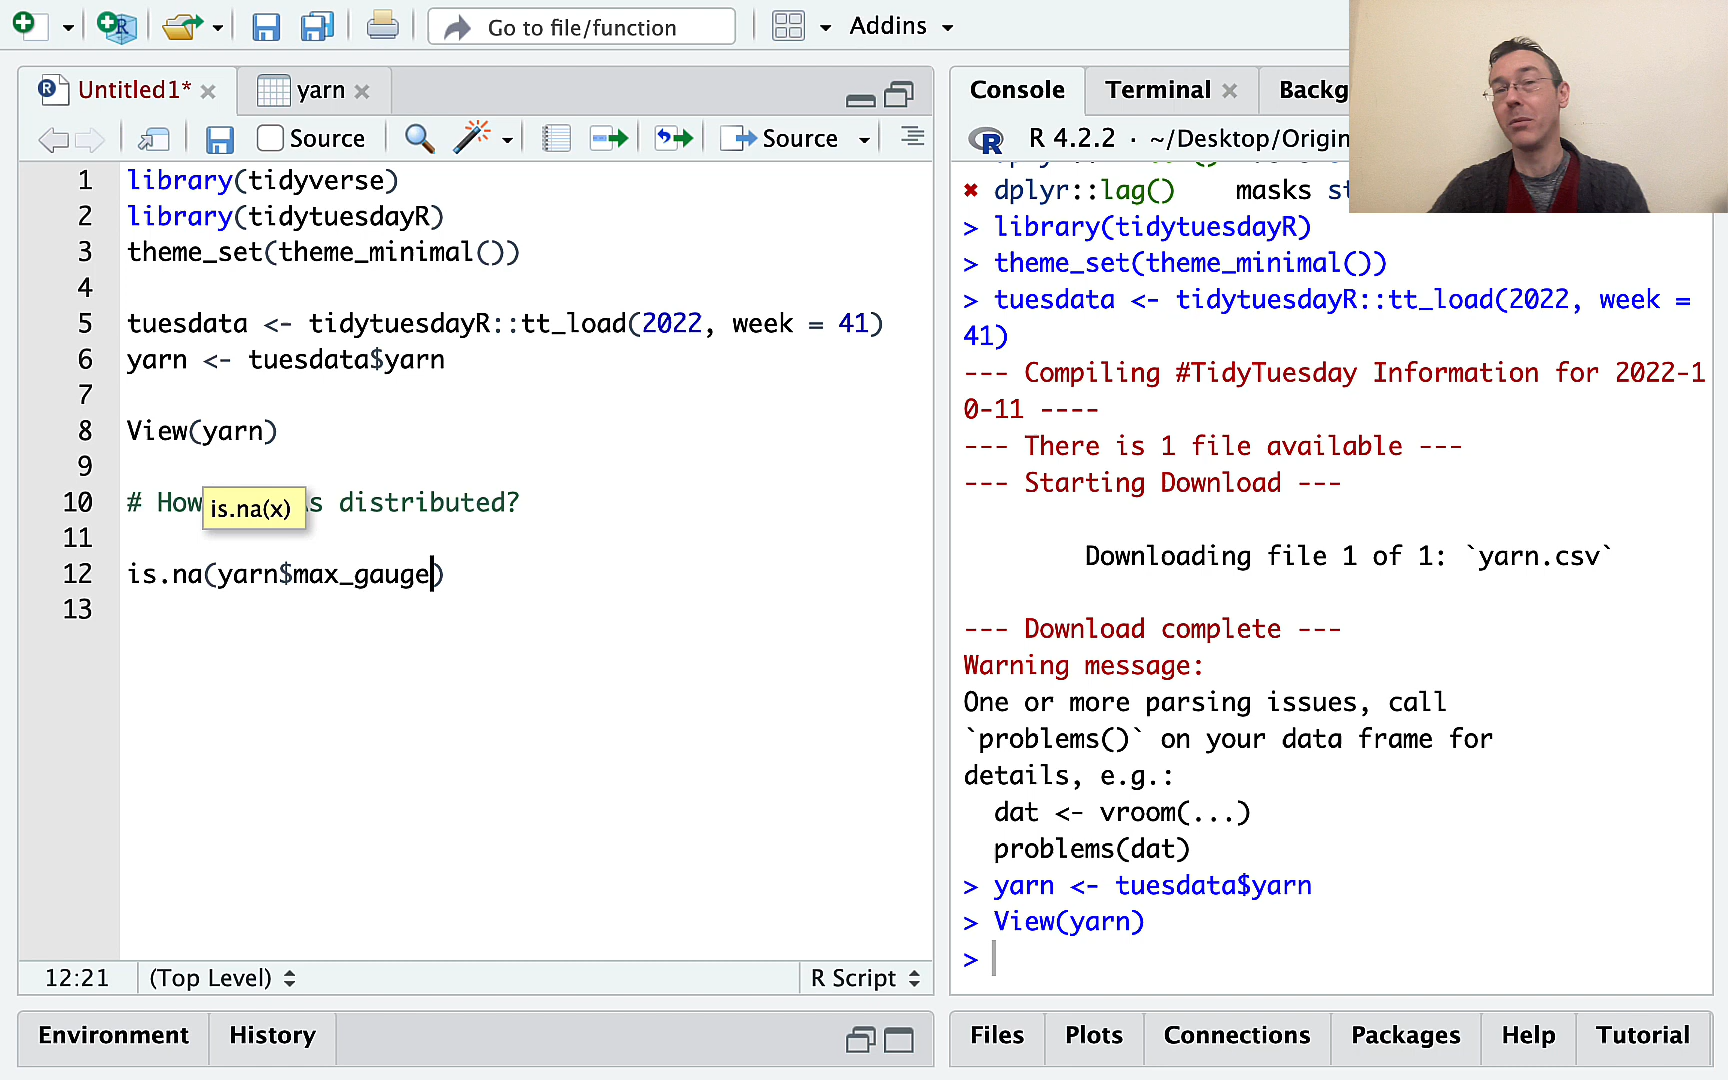 Go to file/function
Addins
Untitled1*
yarn
Source
Source
1 library(tidyverse)
2 library(tidytuesdayR)
3 theme_set(theme_minimal())
4
5 tuesdata <- tidytuesdayR::tt_load(2022, week = 41)
6 yarn <- tuesdata$yarn
7
8 View(yarn)
9
10 # How s distributed?
is.na(x)
11
12 is.na(yarn$max_gauge)
13
12:21
(Top Level)
R Script
Environment
History
Console
Terminal
Backg
R 4.2.2 · ~/Desktop/Origin
✖ dplyr::lag() masks st
> library(tidytuesdayR)
> theme_set(theme_minimal())
> tuesdata <- tidytuesdayR::tt_load(2022, week =
41)
--- Compiling #TidyTuesday Information for 2022-1
0-11 ----
--- There is 1 file available ---
--- Starting Download ---
Downloading file 1 of 1: `yarn.csv`
--- Download complete ---
Warning message:
One or more parsing issues, call
`problems()` on your data frame for
details, e.g.:
dat <- vroom(...)
problems(dat)
> yarn <- tuesdata$yarn
> View(yarn)
>
Files
Plots
Connections
Packages
Help
Tutorial